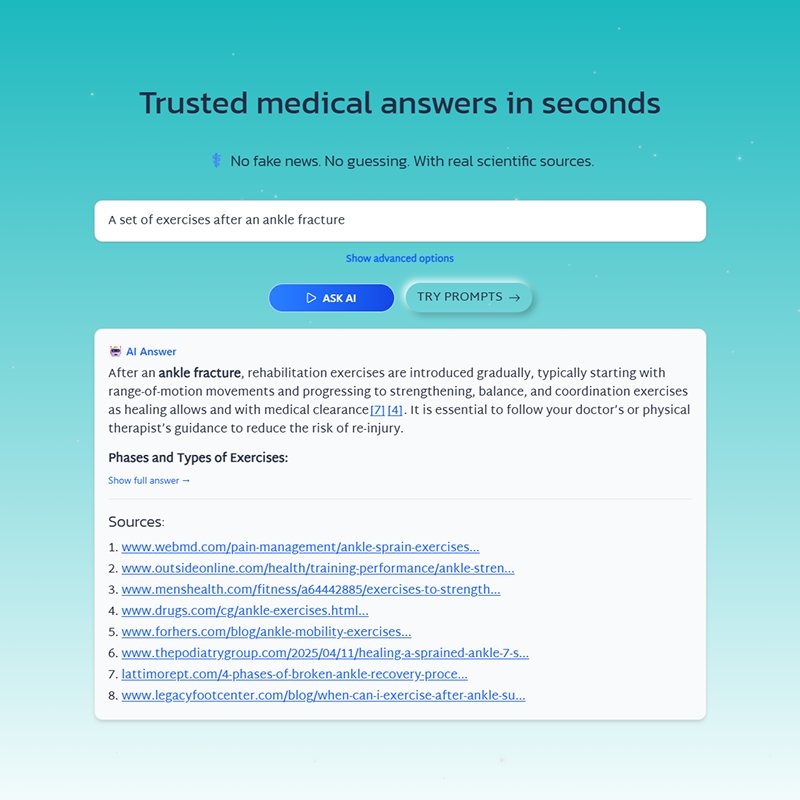 Trusted medical answers in seconds
No fake news. No guessing. With real scientific sources.
A set of exercises after an ankle fracture
Show advanced options
ASK AI
TRY PROMPTS →
AI Answer
After an ankle fracture, rehabilitation exercises are introduced gradually, typically starting with
range-of-motion movements and progressing to strengthening, balance, and coordination exercises
as healing allows and with medical clearance[7] [4]. It is essential to follow your doctor's or physical
therapist's guidance to reduce the risk of re-injury.
Phases and Types of Exercises:
Show full answer →
Sources:
1. www.webmd.com/pain-management/ankle-sprain-exercises...
2. www.outsideonline.com/health/training-performance/ankle-stren...
3. www.menshealth.com/fitness/a64442885/exercises-to-strength...
4. www.drugs.com/cg/ankle-exercises.html...
5. www.forhers.com/blog/ankle-mobility-exercises...
6. www.thepodiatrygroup.com/2025/04/11/healing-a-sprained-ankle-7-s...
7. lattimorept.com/4-phases-of-broken-ankle-recovery-proce...
8. www.legacyfootcenter.com/blog/when-can-i-exercise-after-ankle-su...